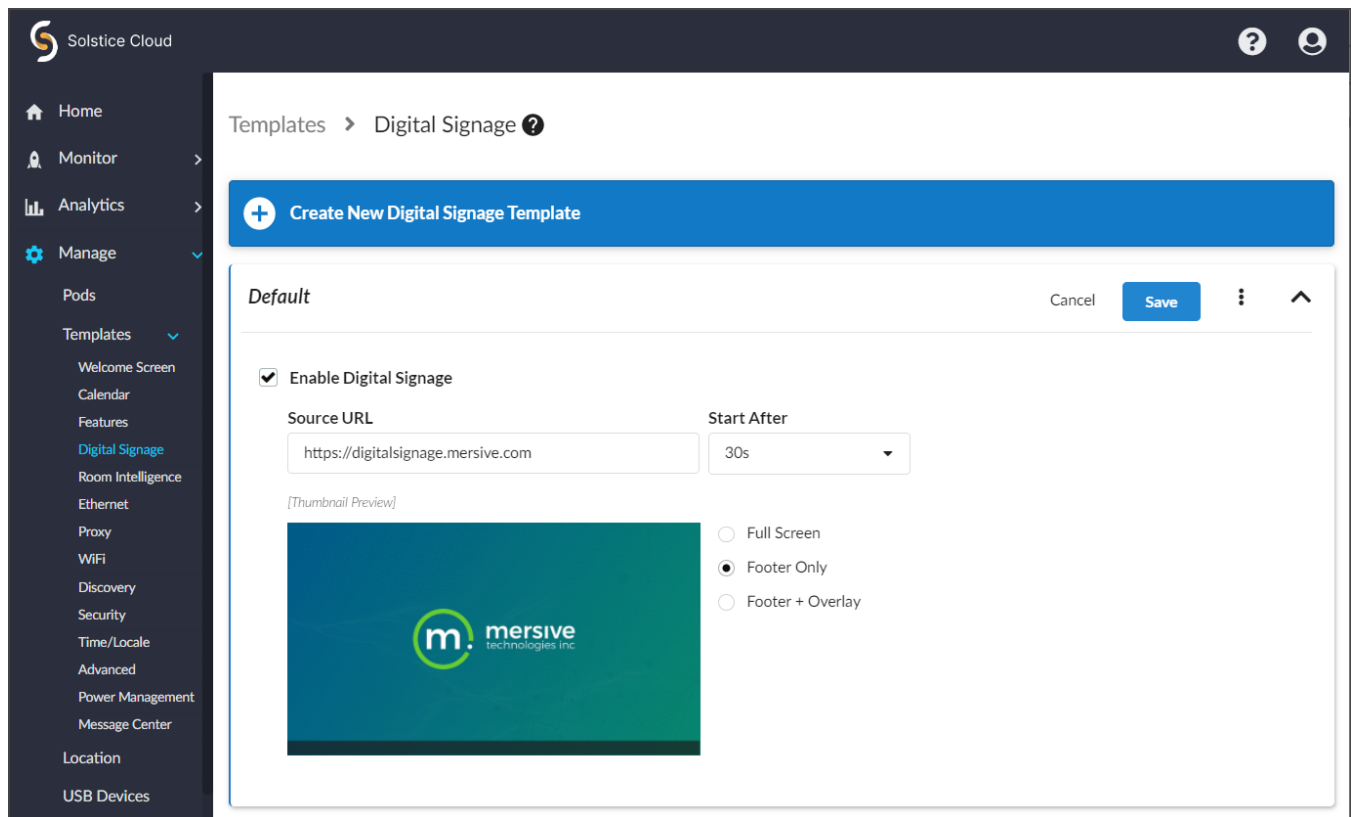 Solstice Cloud
?
Home
Monitor
Analytics
Manage
Pods
Templates
Welcome Screen
Calendar
Features
Digital Signage
Room Intelligence
Ethernet
Proxy
WiFi
Discovery
Security
Time/Locale
Advanced
Power Management
Message Center
Location
USB Devices
Templates > Digital Signage ?
+ Create New Digital Signage Template
Default
Cancel
Save
Enable Digital Signage
Source URL
Start After
https://digitalsignage.mersive.com
30s
[Thumbnail Preview]
Full Screen
Footer Only
Footer + Overlay
m. mersive
technologies inc